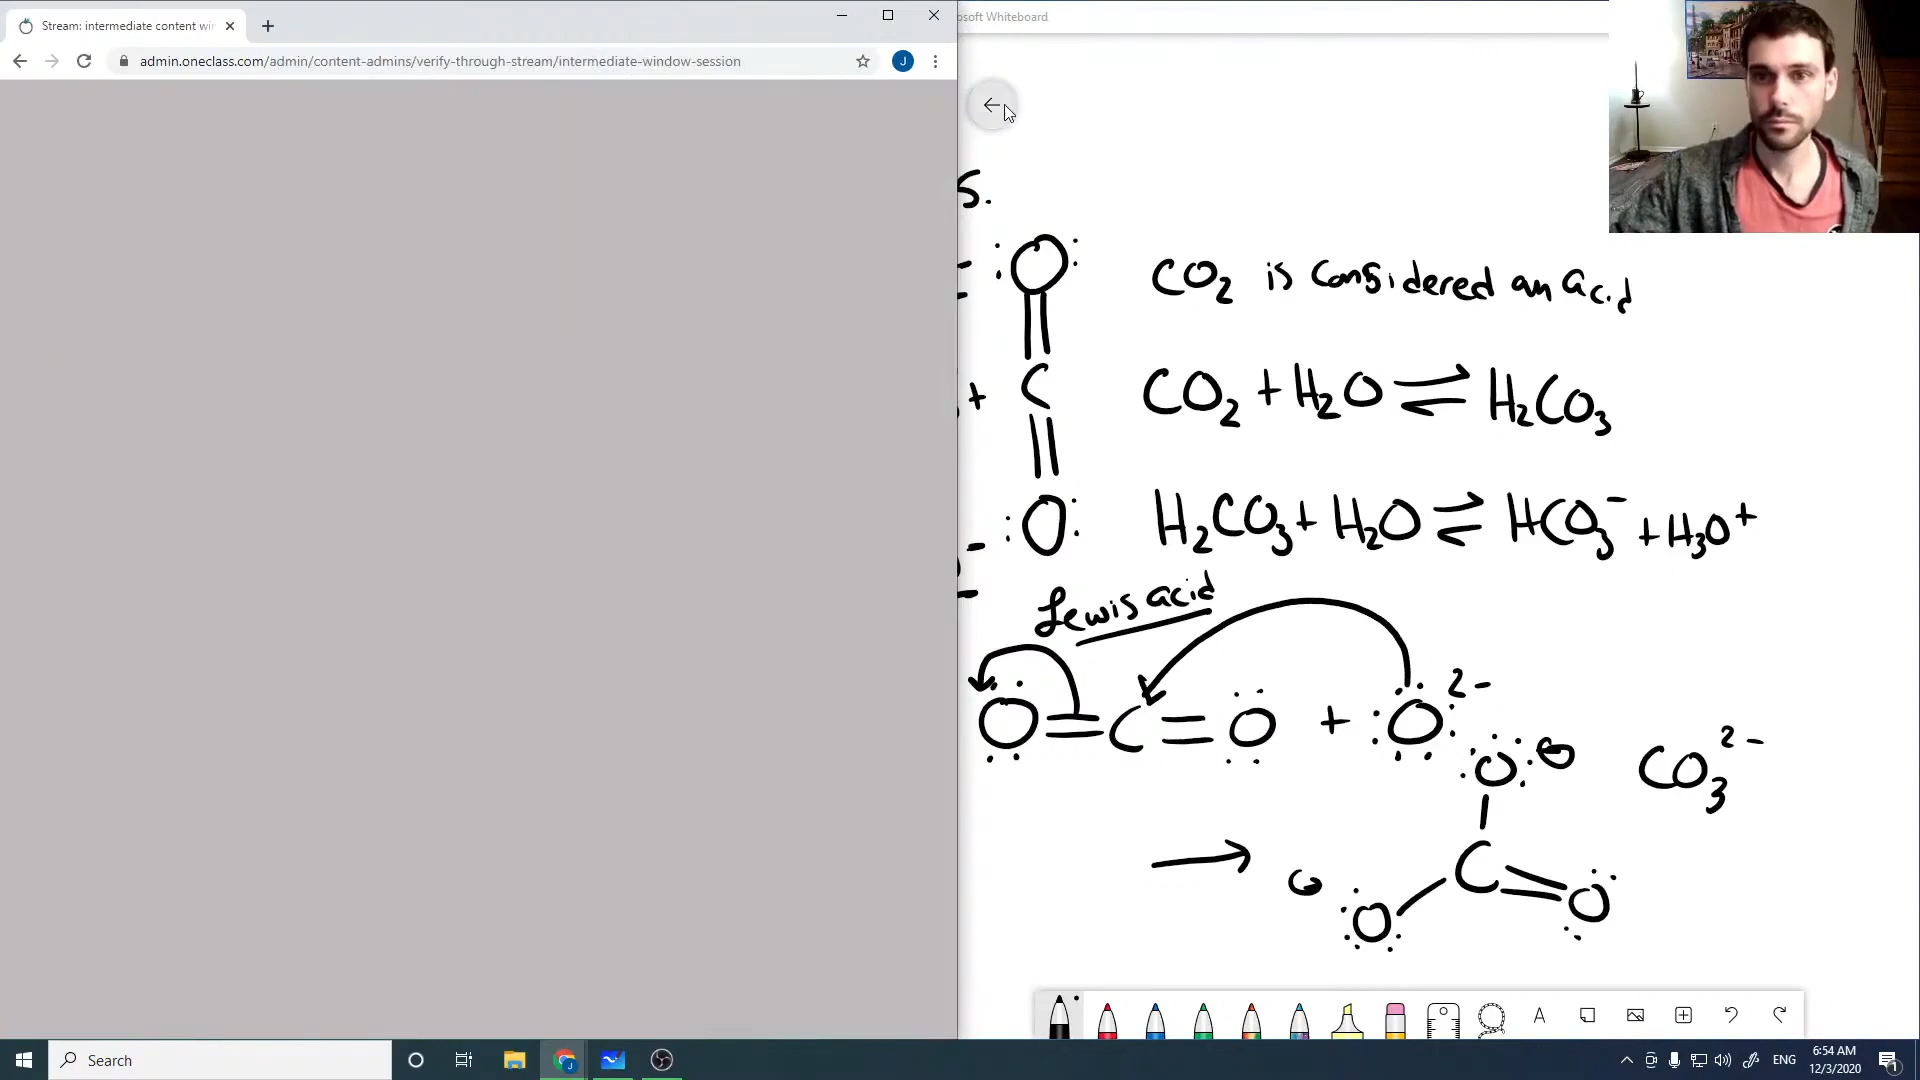 Stream: intermediate content wi
osoft Whiteboard
admin.oneclass.com/admin/content-admins/verify-through-stream/intermediate-window-session
J
s.
:O:
CO2 is considered an acid
+ C
CO2 + H2O ⇌ H2CO3
:O:
H2CO3 + H2O ⇌ HCO3- + H3O+
Lewis acid
O=C=O + :O: 2-
O ⊖ CO3 2-
→ ⊖ O C O
Search
ENG
6:54 AM
12/3/2020
1